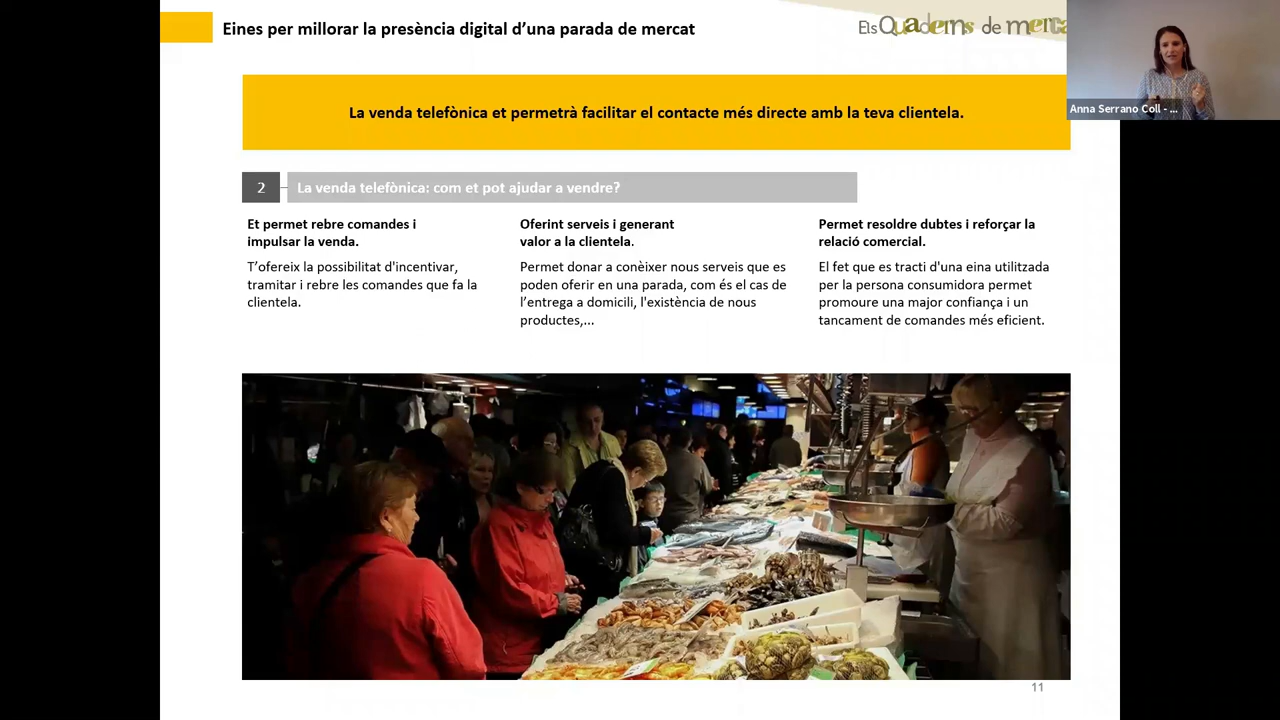 Eines per millorar la presència digital d’una parada de mercat
Els Quaderns de merca
Anna Serrano Coll - ...
La venda telefònica et permetrà facilitar el contacte més directe amb la teva clientela.
2
La venda telefònica: com et pot ajudar a vendre?
Et permet rebre comandes i
impulsar la venda.
T’ofereix la possibilitat d'incentivar,
tramitar i rebre les comandes que fa la
clientela.
Oferint serveis i generant
valor a la clientela.
Permet donar a conèixer nous serveis que es
poden oferir en una parada, com és el cas de
l’entrega a domicili, l'existència de nous
productes,...
Permet resoldre dubtes i reforçar la
relació comercial.
El fet que es tracti d'una eina utilitzada
per la persona consumidora permet
promoure una major confiança i un
tancament de comandes més eficient.
11